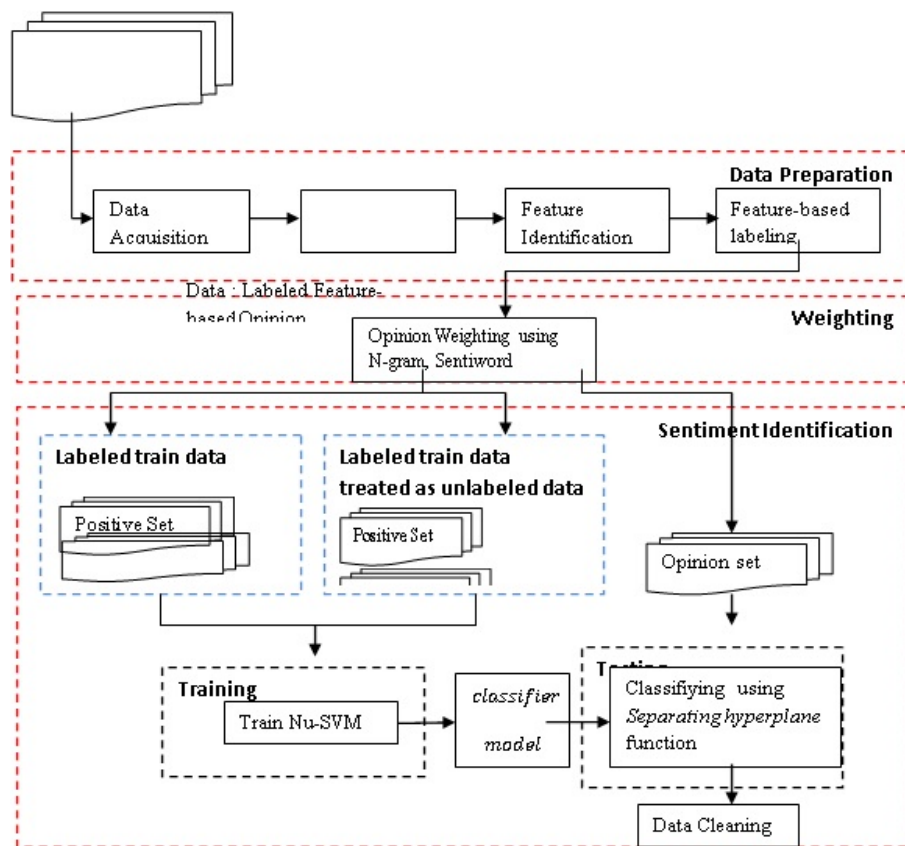 Data Preparation
Data
Acquisition
Feature
Identification
Feature-based
labeling
Data : Labeled Feature-
based Opinion
Weighting
Opinion Weighting using
N-gram, Sentiword
Sentiment Identification
Labeled train data
Positive Set
Labeled train data
treated as unlabeled data
Positive Set
Opinion set
Training
Train Nu-SVM
classifier
model
Testing
Classifiying using
Separating hyperplane
function
Data Cleaning